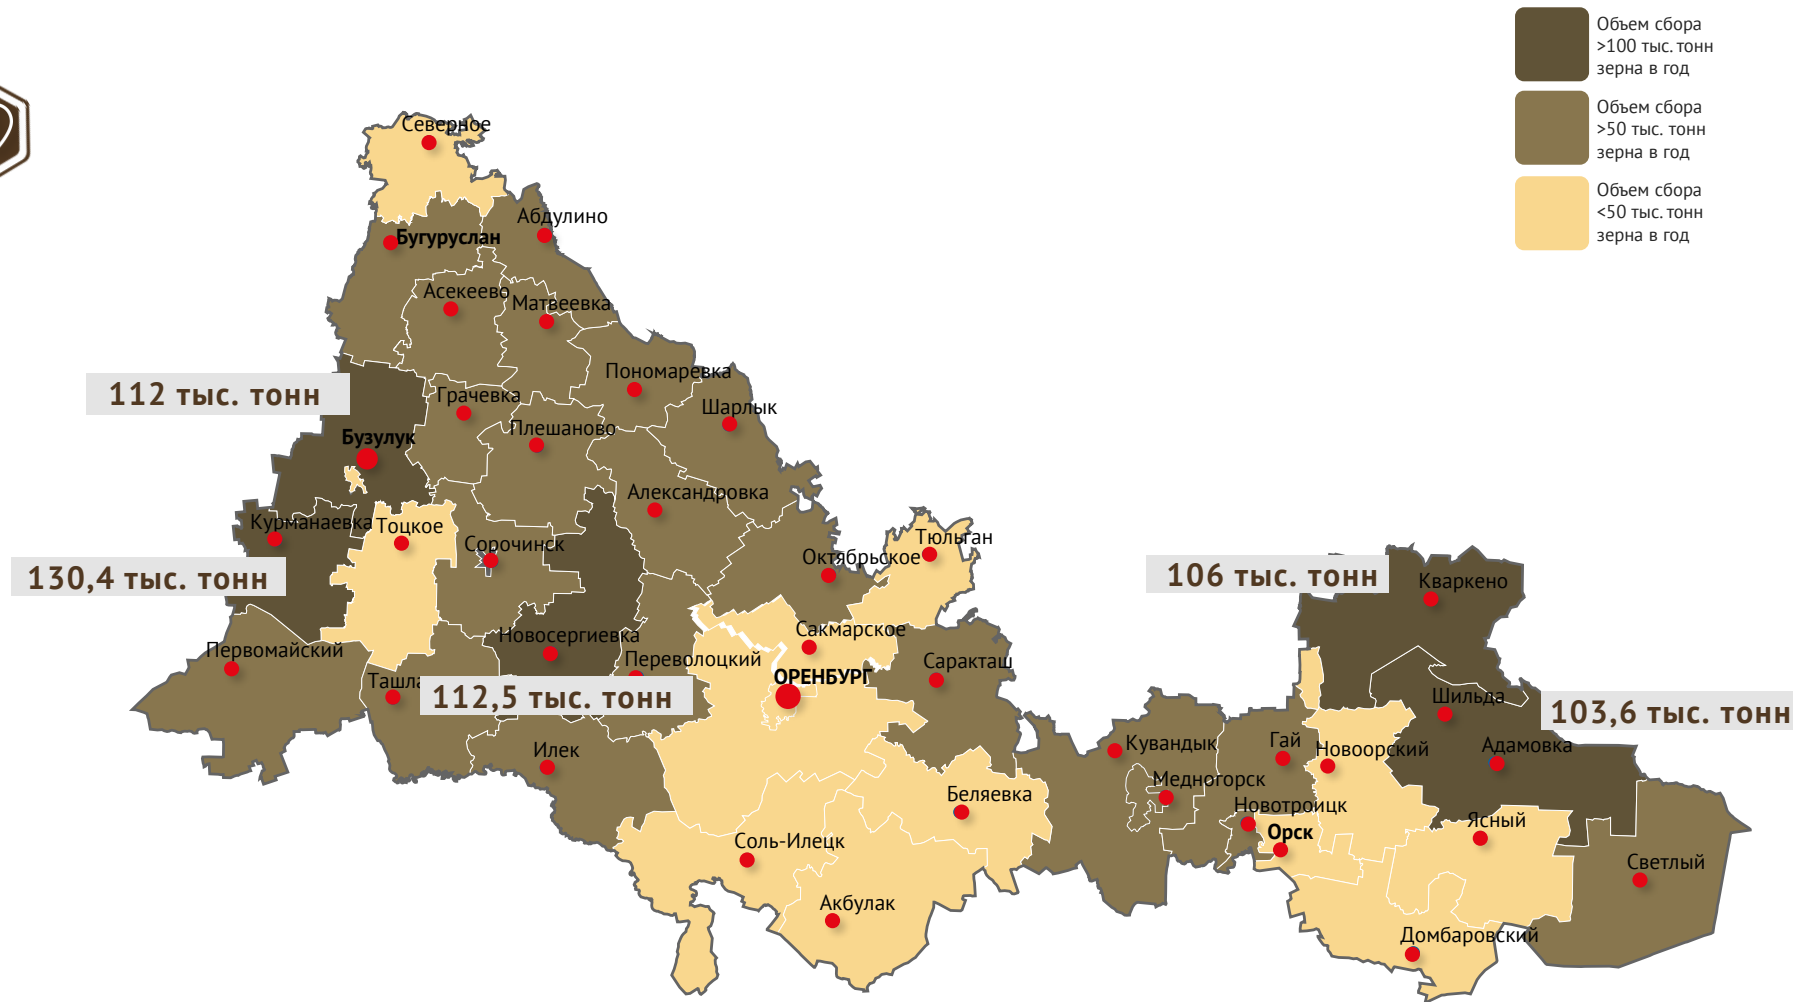 Объем сбора
>100 тыс. тонн
зерна в год
Объем сбора
>50 тыс. тонн
зерна в год
Объем сбора
<50 тыс. тонн
зерна в год
Северное
Абдулино
Бугуруслан
Асекеево
Матвеевка
Пономаревка
112 тыс. тонн
Грачевка
Шарлык
Плешаново
Бузулук
Александровка
Курманаевка
Тоцкое
Сорочинск
Тюльган
Октябрьское
130,4 тыс. тонн
106 тыс. тонн
Кваркено
Сакмарское
Новосергиевка
Первомайский
Переволоцкий
Саракташ
ОРЕНБУРГ
112,5 тыс. тонн
Шильда
103,6 тыс. тонн
Илек
Кувандык
Гай
Новоорский
Адамовка
Медногорск
Беляевка
Новотроицк
Орск
Ясный
Соль-Илецк
Светлый
Акбулак
Домбаровский